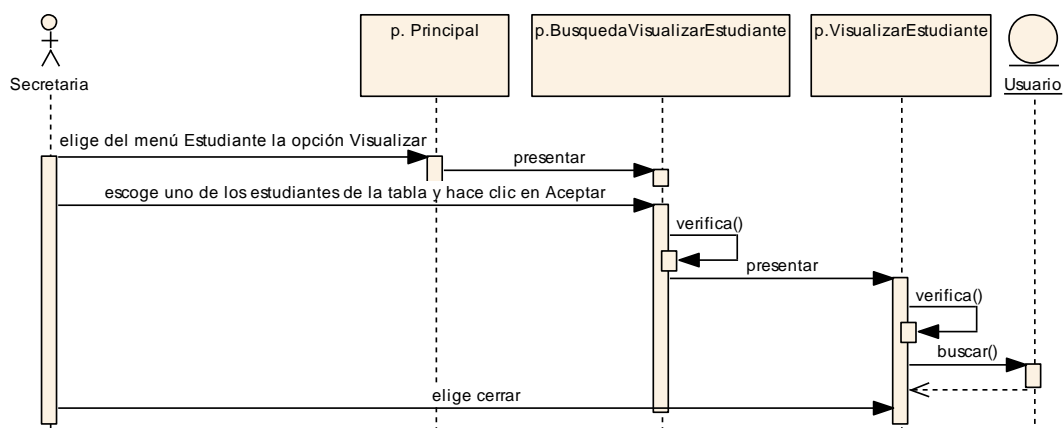 p. Principal
p.BusquedaVisualizarEstudiante
p.VisualizarEstudiante
Secretaria
Usuario
elige del menú Estudiante la opción Visualizar
presentar
escoge uno de los estudiantes de la tabla y hace clic en Aceptar
verifica()
presentar
verifica()
buscar()
elige cerrar